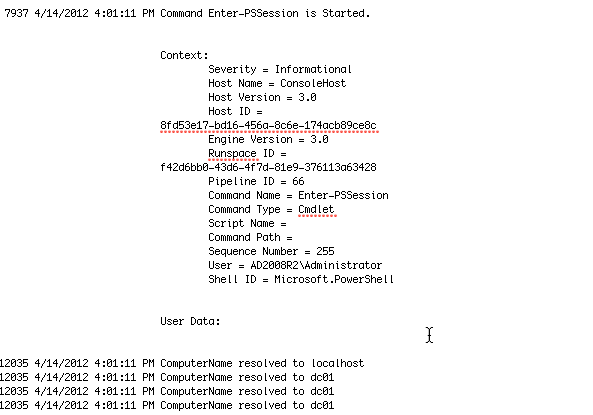 7937 4/14/2012 4:01:11 PM Command Enter-PSSession is Started.
Context:
Severity = Informational
Host Name = ConsoleHost
Host Version = 3.0
Host ID =
8fd53e17-bd16-456a-8c6e-174acb89ce8c
Engine Version = 3.0
Runspace ID =
f42d6bb0-43d6-4f7d-81e9-376113a63428
Pipeline ID = 66
Command Name = Enter-PSSession
Command Type = Cmdlet
Script Name =
Command Path =
Sequence Number = 255
User = AD2008R2\Administrator
Shell ID = Microsoft.PowerShell
User Data:
12035 4/14/2012 4:01:11 PM ComputerName resolved to localhost
12035 4/14/2012 4:01:11 PM ComputerName resolved to dc01
12035 4/14/2012 4:01:11 PM ComputerName resolved to dc01
12035 4/14/2012 4:01:11 PM ComputerName resolved to dc01